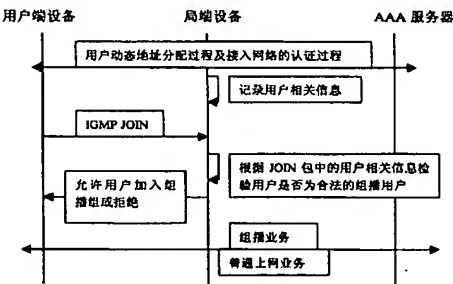 用户端设备 局端设备 AAA 服务器
用户动态地址分配过程及接入网络的认证过程
记录用户相关信息
IGMP JOIN
根据 JOIN 包中的用户相关信息检
验用户是否为合法的组播用户
允许用户加入组
播组或拒绝
组播业务
普通上网业务